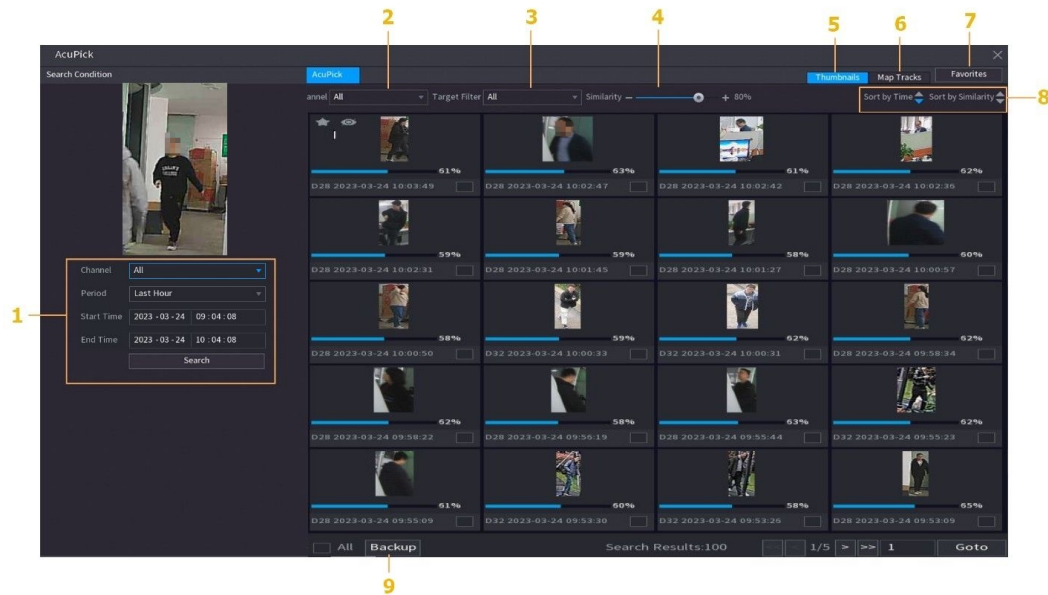 2
3
4
5
6
7
AcuPick
Search Condition
AcuPick
Thumbnails
Map Tracks
Favorites
annel All
Target Filter All
Similarity − + 80%
Sort by Time Sort by Similarity
8
61%
63%
61%
62%
D28 2023-03-24 10:03:49
D28 2023-03-24 10:02:47
D28 2023-03-24 10:02:42
D28 2023-03-24 10:02:36
59%
59%
58%
60%
D28 2023-03-24 10:02:31
D28 2023-03-24 10:01:45
D28 2023-03-24 10:01:27
D28 2023-03-24 10:00:57
1
Channel All
Period Last Hour
Start Time 2023 -03 -24 09 : 04 : 08
End Time 2023 -03 -24 10 : 04 : 08
Search
58%
59%
62%
62%
D28 2023-03-24 10:00:50
D32 2023-03-24 10:00:33
D32 2023-03-24 10:00:31
D28 2023-03-24 09:58:34
62%
58%
63%
62%
D28 2023-03-24 09:58:22
D28 2023-03-24 09:56:19
D28 2023-03-24 09:55:44
D32 2023-03-24 09:55:23
61%
60%
58%
65%
D28 2023-03-24 09:55:09
D32 2023-03-24 09:53:30
D32 2023-03-24 09:53:26
D28 2023-03-24 09:53:09
All
Backup
Search Results:100
<< < 1/5 > >> 1
Goto
9